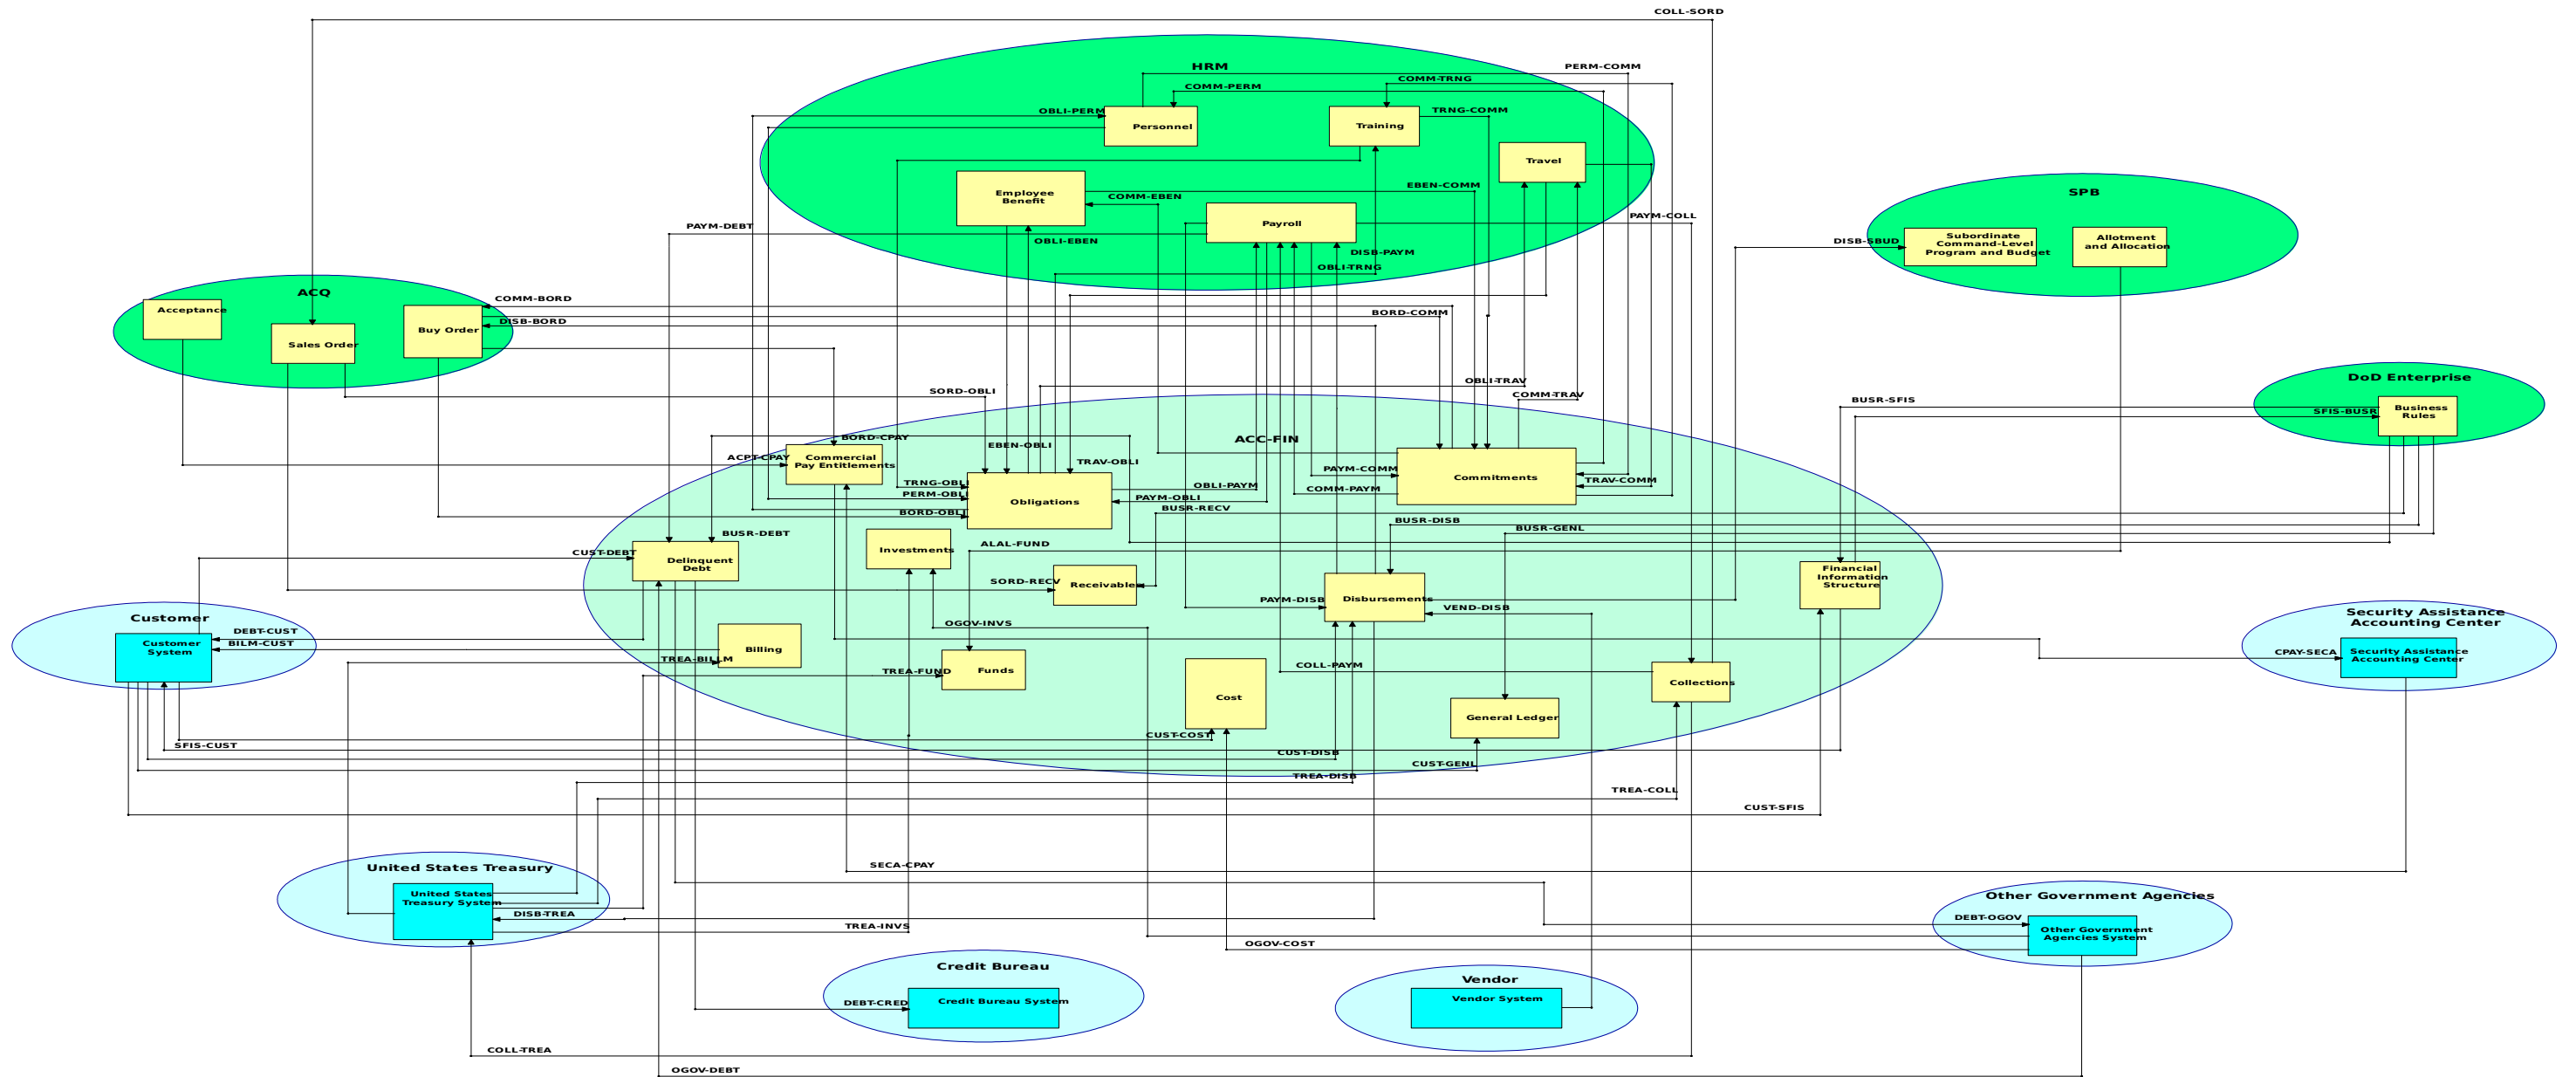 COLL-SORD
HRM
PERM-COMM
COMM-TRNG
COMM-PERM
OBLI-PERM
TRNG-COMM
Personnel
Training
Travel
Employee
Benefit
EBEN-COMM
COMM-EBEN
SPB
PAYM-COLL
PAYM-DEBT
Payroll
OBLI-EBEN
DISB-PAYM
OBLI-TRNG
DISB-SBUD
Subordinate
Command-Level
Program and Budget
Allotment
and Allocation
ACQ
COMM-BORD
Acceptance
BORD-COMM
DISB-BORD
Buy Order
Sales Order
DoD Enterprise
OBLI-TRAV
SORD-OBLI
COMM-TRAV
BUSR-SFIS
SFIS-BUSR
Business
Rules
BORD-CPAY
ACC-FIN
EBEN-OBLI
ACPT-CPAY
Commercial
Pay Entitlements
TRAV-OBLI
PAYM-COMM
Commitments
TRAV-COMM
TRNG-OBLI
OBLI-PAYM
COMM-PAYM
PERM-OBLI
Obligations
PAYM-OBLI
BORD-OBLI
BUSR-RECV
BUSR-DISB
BUSR-GENL
BUSR-DEBT
ALAL-FUND
CUST-DEBT
Delinquent
Debt
Investments
SORD-RECV
Receivables
Financial
Information
Structure
PAYM-DISB
Disbursements
VEND-DISB
Customer
Security Assistance
Accounting Center
DEBT-CUST
OGOV-INVS
BILM-CUST
Customer
System
Billing
TREA-BILLM
CPAY-SECA
Security Assistance
Accounting Center
TREA-FUND
Funds
COLL-PAYM
Cost
Collections
General Ledger
CUST-COST
SFIS-CUST
CUST-DISB
CUST-GENL
TREA-DISB
TREA-COLL
CUST-SFIS
SECA-CPAY
United States Treasury
United States
Treasury System
DISB-TREA
TREA-INVS
Other Government Agencies
DEBT-OGOV
Other Government
Agencies System
OGOV-COST
Credit Bureau
DEBT-CRED
Credit Bureau System
Vendor
Vendor System
COLL-TREA
OGOV-DEBT